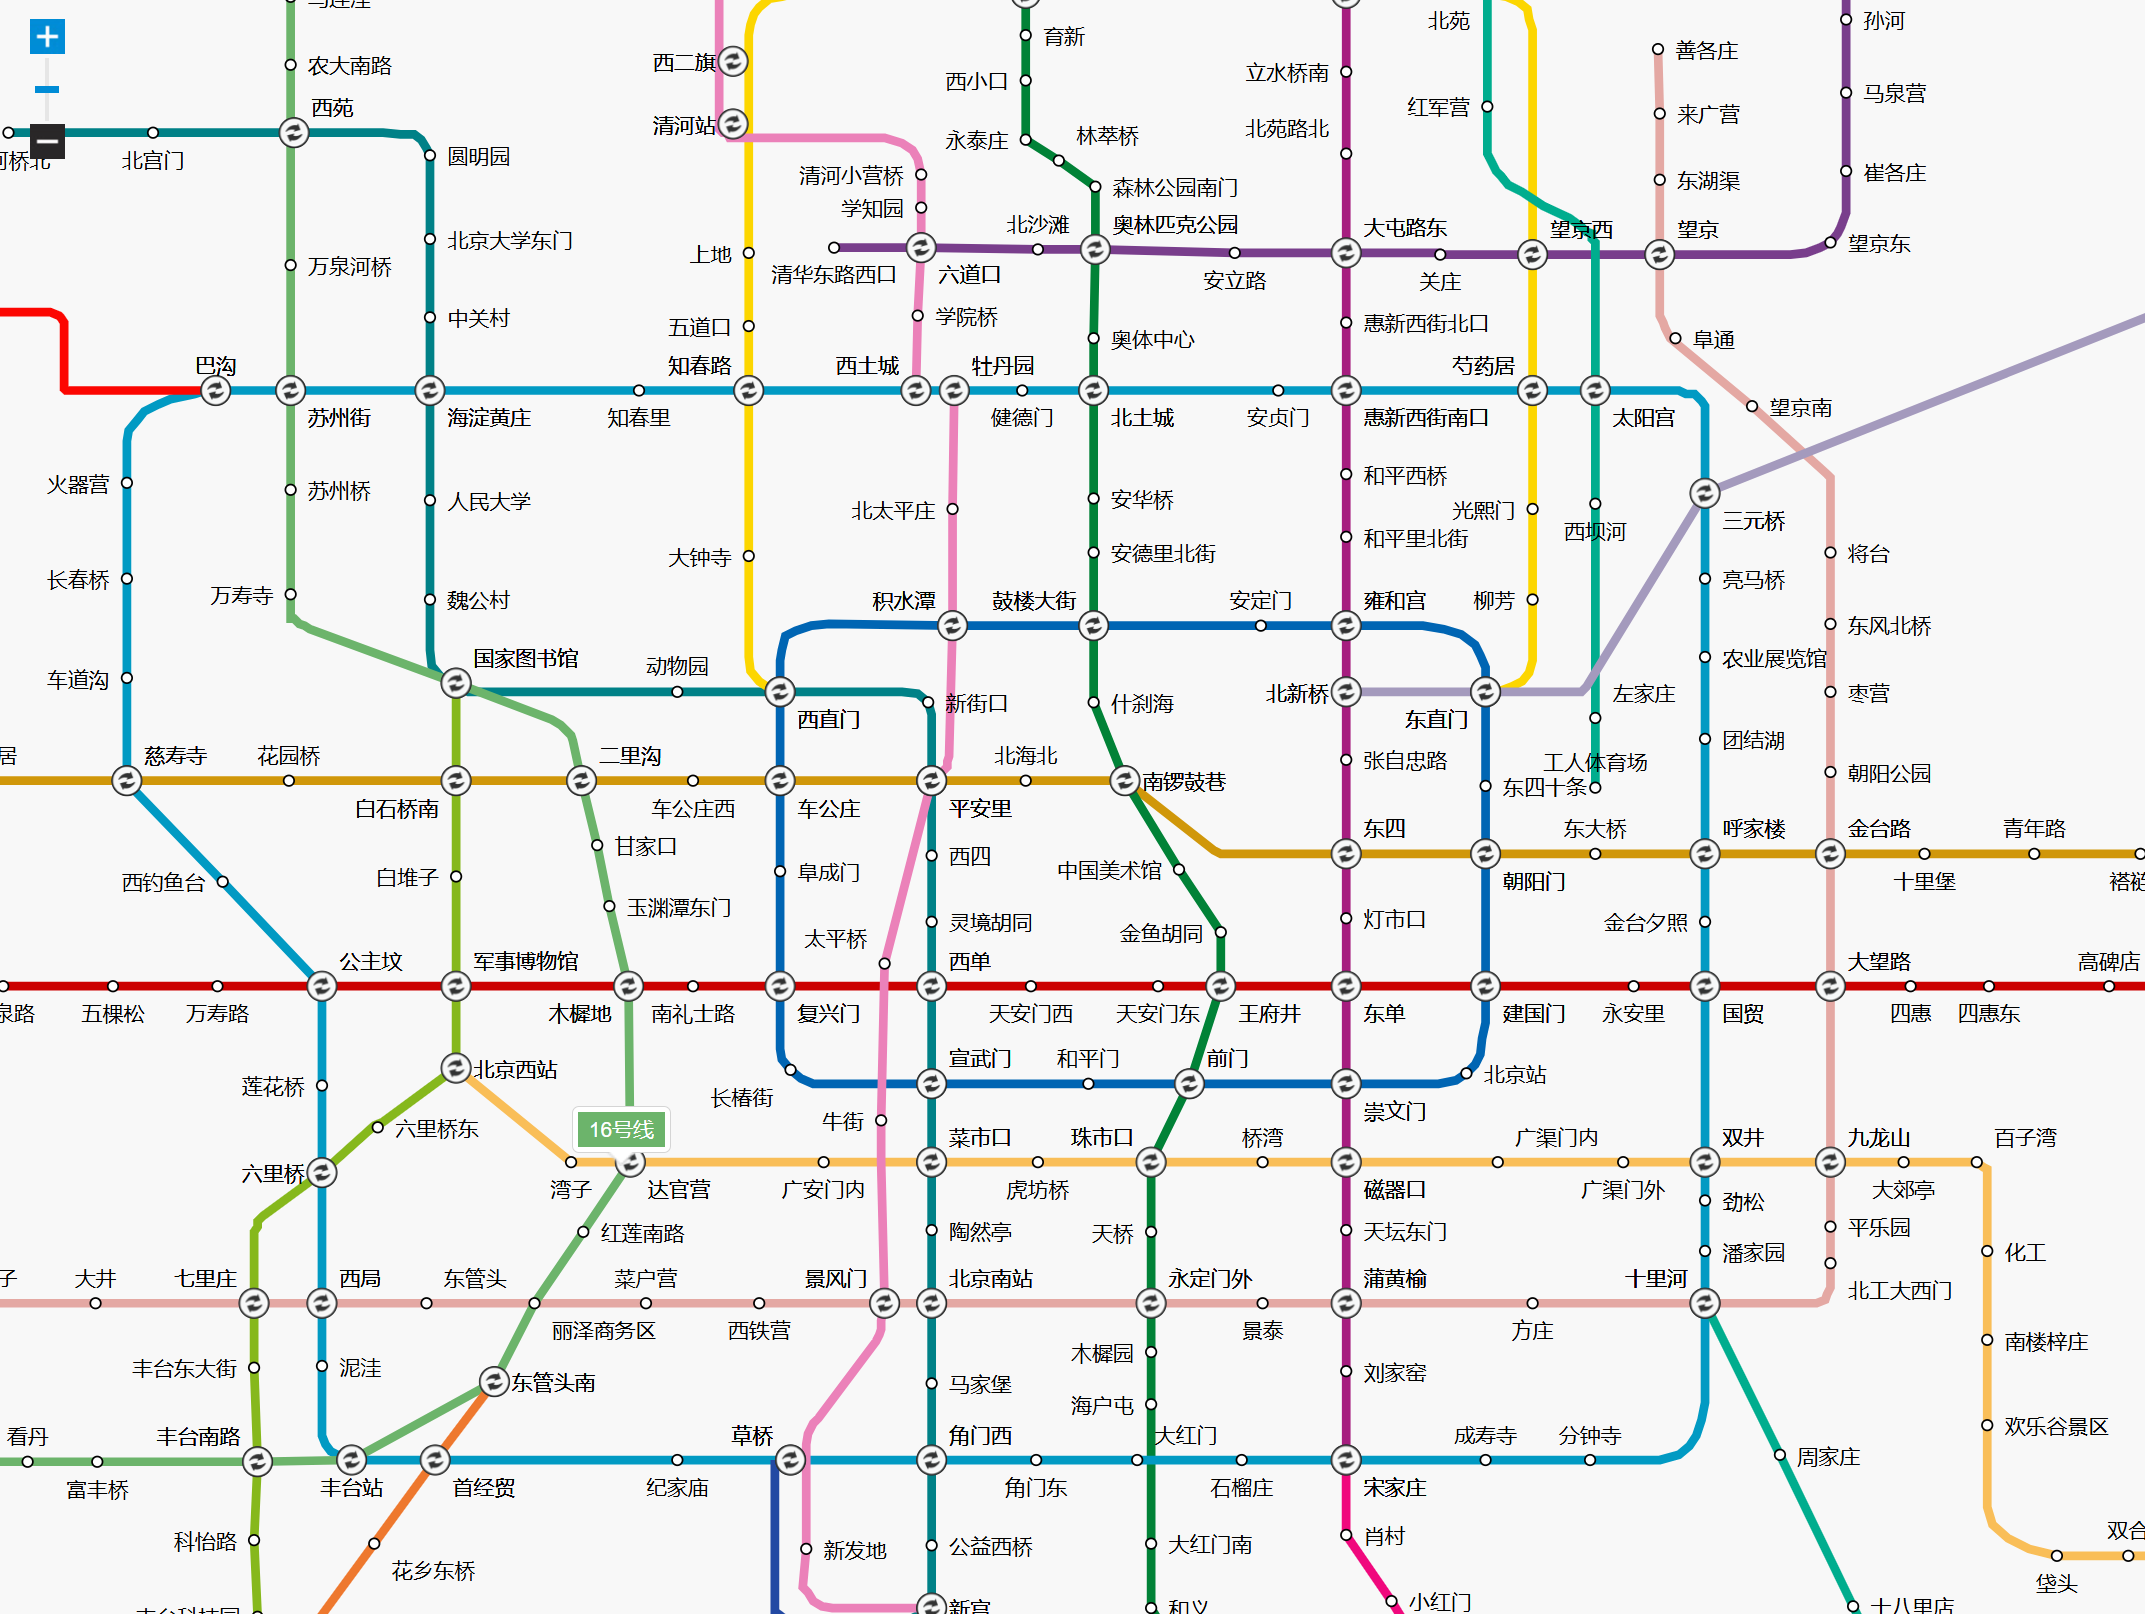 北苑
孙河
育新
农大南路
西二旗
立水桥南
善各庄
西小口
马泉营
西苑
红军营
来广营
清河站
北苑路北
林萃桥
永泰庄
北宫门
圆明园
清河小营桥
森林公园南门
东湖渠
崔各庄
学知园
北沙滩
奥林匹克公园
大屯路东
望京西
望京
北京大学东门
望京东
上地
万泉河桥
清华东路西口
六道口
安立路
关庄
中关村
学院桥
五道口
惠新西街北口
奥体中心
阜通
巴沟
知春路
西土城
牡丹园
芍药居
苏州街
海淀黄庄
知春里
健德门
北土城
安贞门
惠新西街南口
太阳宫
望京南
火器营
苏州桥
人民大学
北太平庄
安华桥
和平西桥
光熙门
三元桥
西坝河
大钟寺
安德里北街
和平里北街
将台
长春桥
亮马桥
万寿寺
魏公村
积水潭
鼓楼大街
安定门
雍和宫
柳芳
东风北桥
国家图书馆
动物园
农业展览馆
车道沟
新街口
什刹海
北新桥
左家庄
枣营
西直门
东直门
团结湖
慈寿寺
花园桥
二里沟
北海北
张自忠路
工人体育场
朝阳公园
南锣鼓巷
东四十条
白石桥南
车公庄西
车公庄
平安里
东四
东大桥
呼家楼
金台路
青年路
甘家口
西四
中国美术馆
西钓鱼台
白堆子
阜成门
朝阳门
十里堡
玉渊潭东门
灵境胡同
灯市口
金台夕照
太平桥
金鱼胡同
公主坟
军事博物馆
西单
大望路
高碑店
五棵松
万寿路
木樨地
南礼士路
复兴门
天安门西
天安门东
王府井
东单
建国门
永安里
国贸
四惠
四惠东
北京西站
宣武门
和平门
前门
北京站
莲花桥
长椿街
崇文门
六里桥东
16号线
牛街
菜市口
珠市口
桥湾
广渠门内
双井
九龙山
百子湾
六里桥
湾子
达官营
广安门内
虎坊桥
磁器口
广渠门外
大郊亭
劲松
红莲南路
陶然亭
天桥
天坛东门
平乐园
潘家园
化工
大井
七里庄
西局
东管头
菜户营
景风门
北京南站
永定门外
蒲黄榆
十里河
北工大西门
丽泽商务区
西铁营
景泰
方庄
丰台东大街
泥洼
木樨园
南楼梓庄
东管头南
马家堡
刘家窑
海户屯
看丹
丰台南路
草桥
角门西
大红门
成寿寺
分钟寺
欢乐谷景区
周家庄
富丰桥
丰台站
首经贸
纪家庙
角门东
石榴庄
宋家庄
科怡路
新发地
公益西桥
大红门南
肖村
花乡东桥
垡头
新宫
小红门